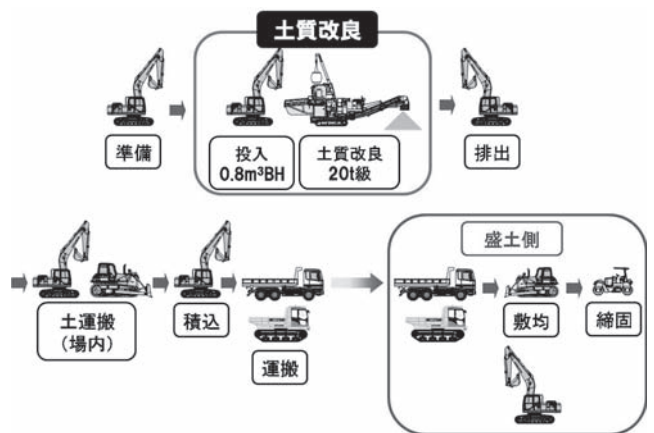 土質改良
準備
投入
0.8m³BH
土質改良
20t級
排出
盛土側
土運搬
(場内)
積込
運搬
敷均
締固